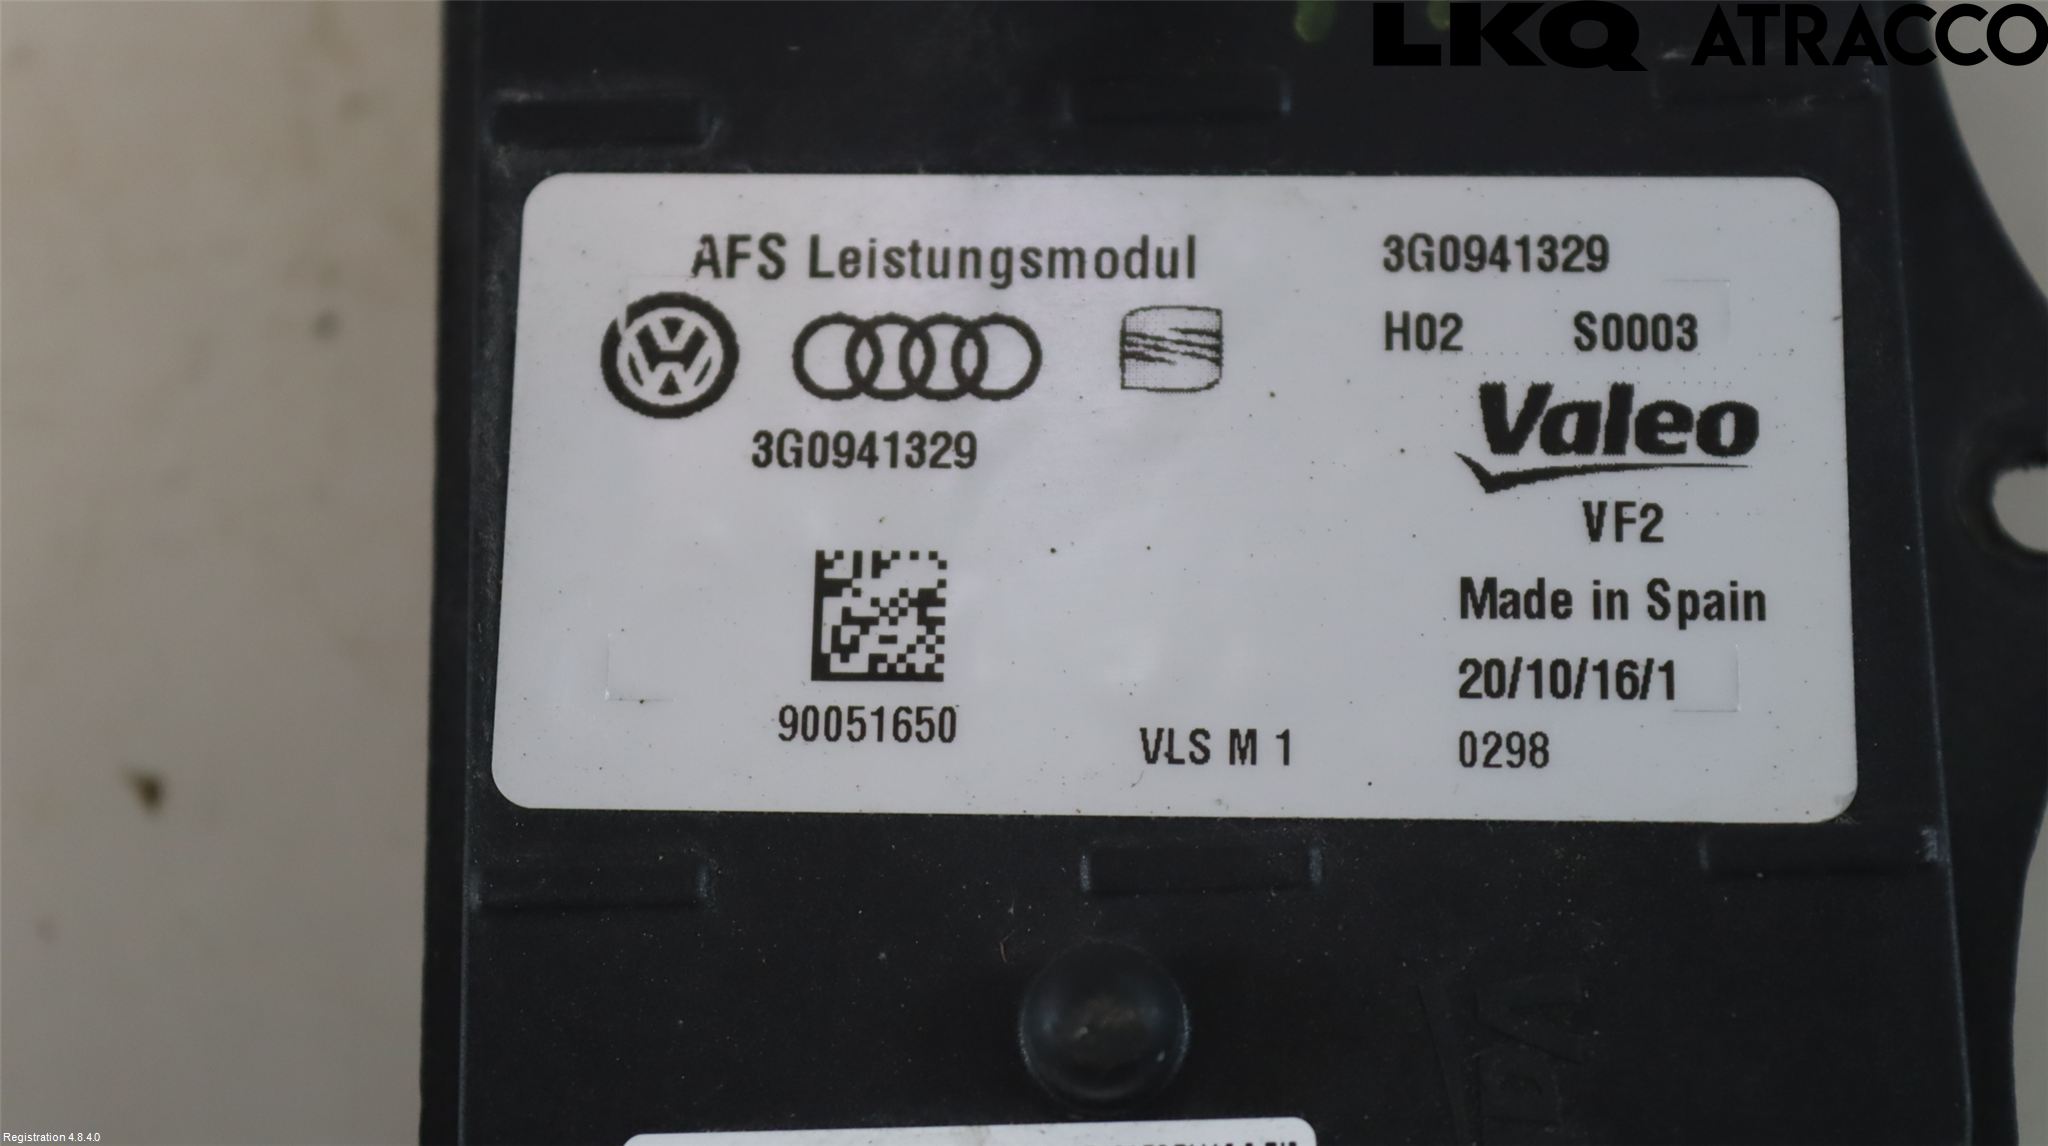 LKQ ATRACCO
AFS Leistungsmodul
3G0941329
H02 S0003
3G0941329
Valeo
VF2
Made in Spain
20/10/16/1
90051650
VLS M 1
0298
Registration 4.8.4.0